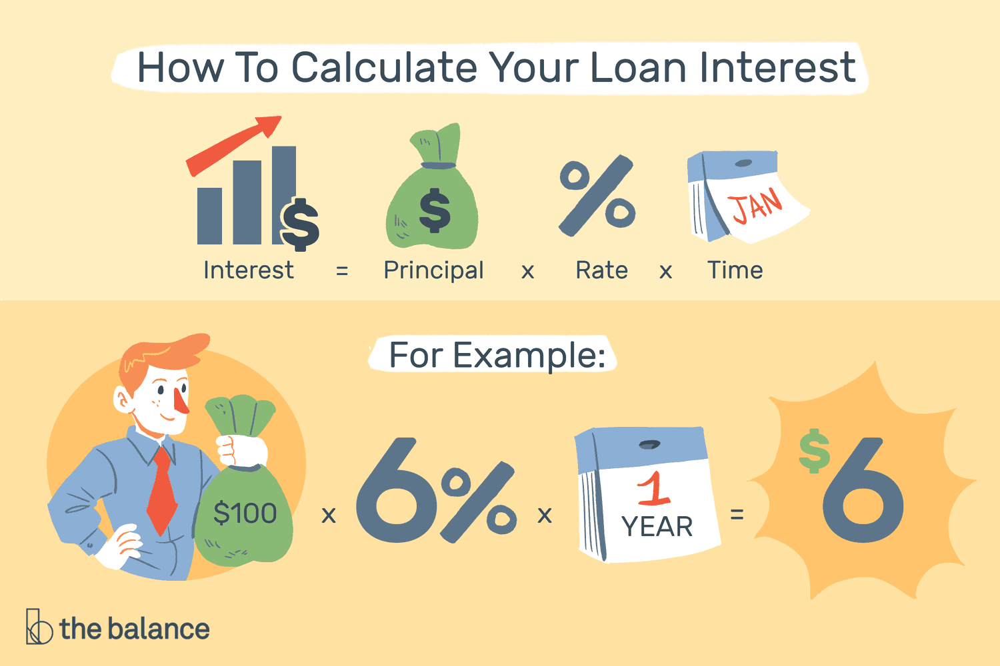 How To Calculate Your Loan Interest
$
$
%
JAN
Interest = Principal x Rate x Time
For Example:
$100 x 6% x 1 YEAR = $6
the balance